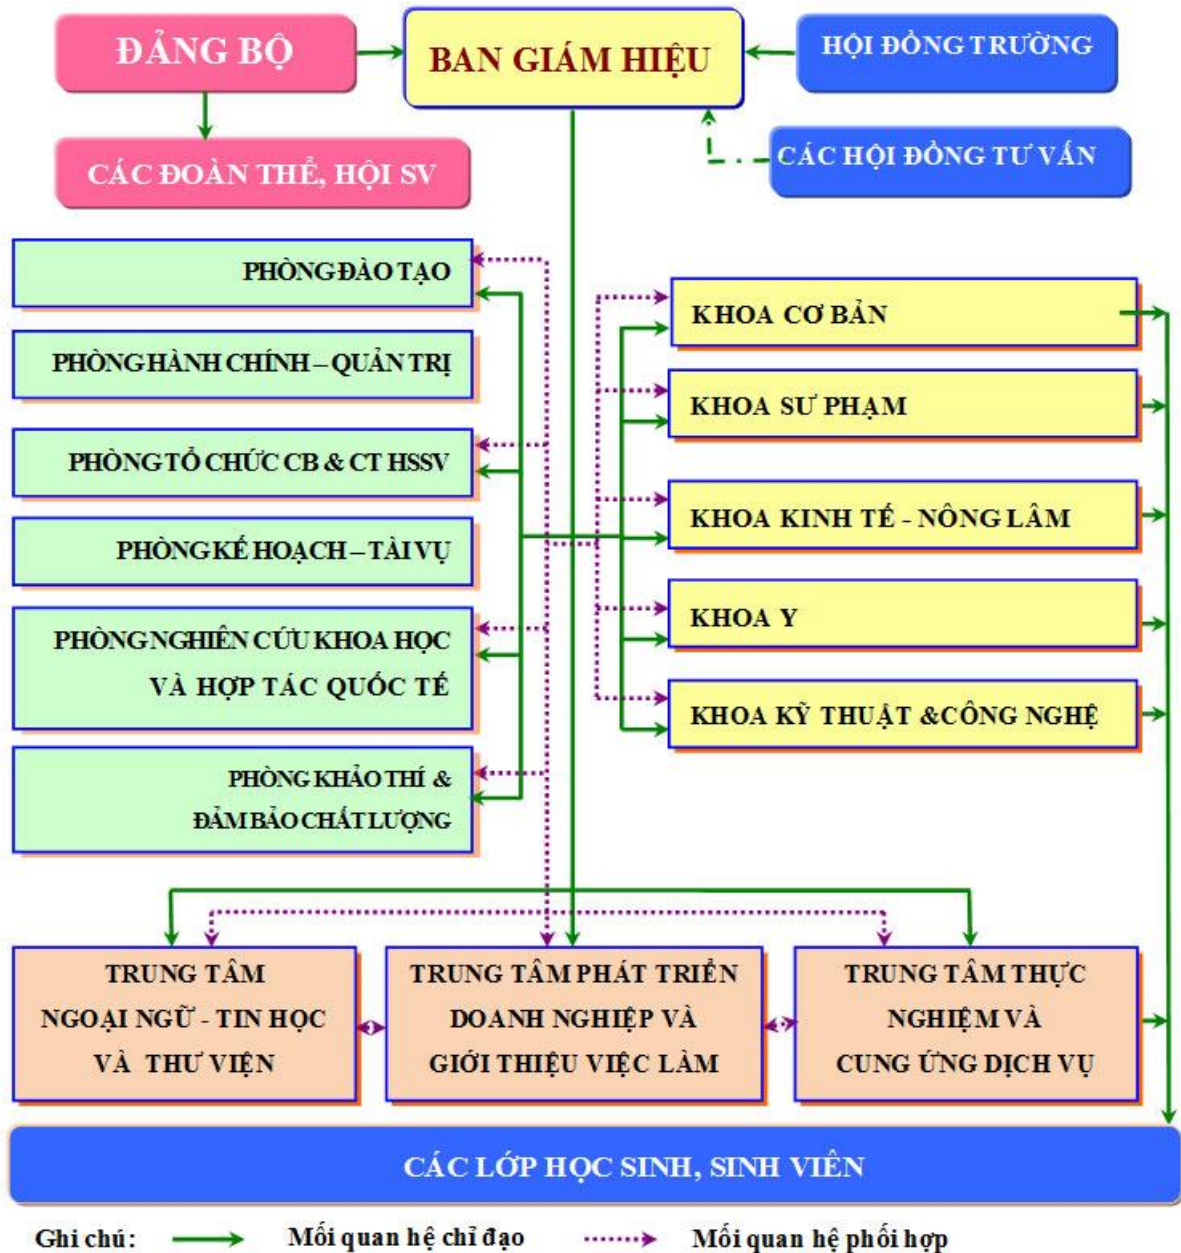 ĐẢNG BỘ
BAN GIÁM HIỆU
HỘI ĐỒNG TRƯỜNG
CÁC ĐOÀN THỂ, HỘI SV
CÁC HỘI ĐỒNG TƯ VẤN
PHÒNG ĐÀO TẠO
PHÒNG HÀNH CHÍNH – QUẢN TRỊ
PHÒNG TỔ CHỨC CB & CT HSSV
PHÒNG KẾ HOẠCH – TÀI VỤ
PHÒNG NGHIÊN CỨU KHOA HỌC
VÀ HỢP TÁC QUỐC TẾ
PHÒNG KHẢO THÍ &
ĐẢM BẢO CHẤT LƯỢNG
KHOA CƠ BẢN
KHOA SƯ PHẠM
KHOA KINH TẾ - NÔNG LÂM
KHOA Y
KHOA KỸ THUẬT &CÔNG NGHỆ
TRUNG TÂM
NGOẠI NGỮ - TIN HỌC
VÀ THƯ VIỆN
TRUNG TÂM PHÁT TRIỂN
DOANH NGHIỆP VÀ
GIỚI THIỆU VIỆC LÀM
TRUNG TÂM THỰC
NGHIỆM VÀ
CUNG ỨNG DỊCH VỤ
CÁC LỚP HỌC SINH, SINH VIÊN
Ghi chú: Mối quan hệ chỉ đạo Mối quan hệ phối hợp